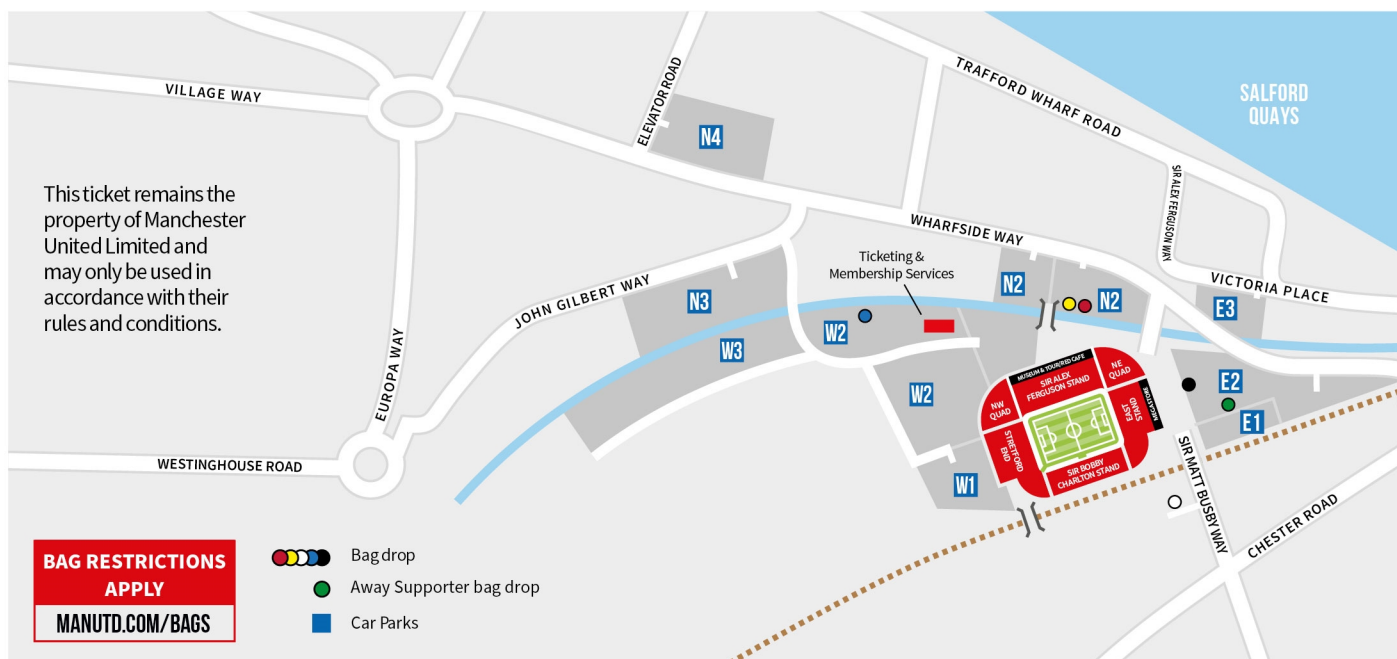 VILLAGE WAY
ELEVATOR ROAD
N4
TRAFFORD WHARF ROAD
SALFORD
QUAYS
This ticket remains the
property of Manchester
United Limited and
may only be used in
accordance with their
rules and conditions.
EUROPA WAY
JOHN GILBERT WAY
WHARFSIDE WAY
SIR ALEX FERGUSON WAY
VICTORIA PLACE
Ticketing &
Membership Services
N3
N2
N2
E3
W3
W2
W2
W1
E2
E1
MUSEUM & TOUR/RED CAFE
SIR ALEX
FERGUSON STAND
NE
QUAD
NW
QUAD
EAST
STAND
MEGASTORE
STRETFORD
END
SIR BOBBY
CHARLTON STAND
SIR MATT BUSBY WAY
CHESTER ROAD
WESTINGHOUSE ROAD
BAG RESTRICTIONS
APPLY
MANUTD.COM/BAGS
Bag drop
Away Supporter bag drop
Car Parks